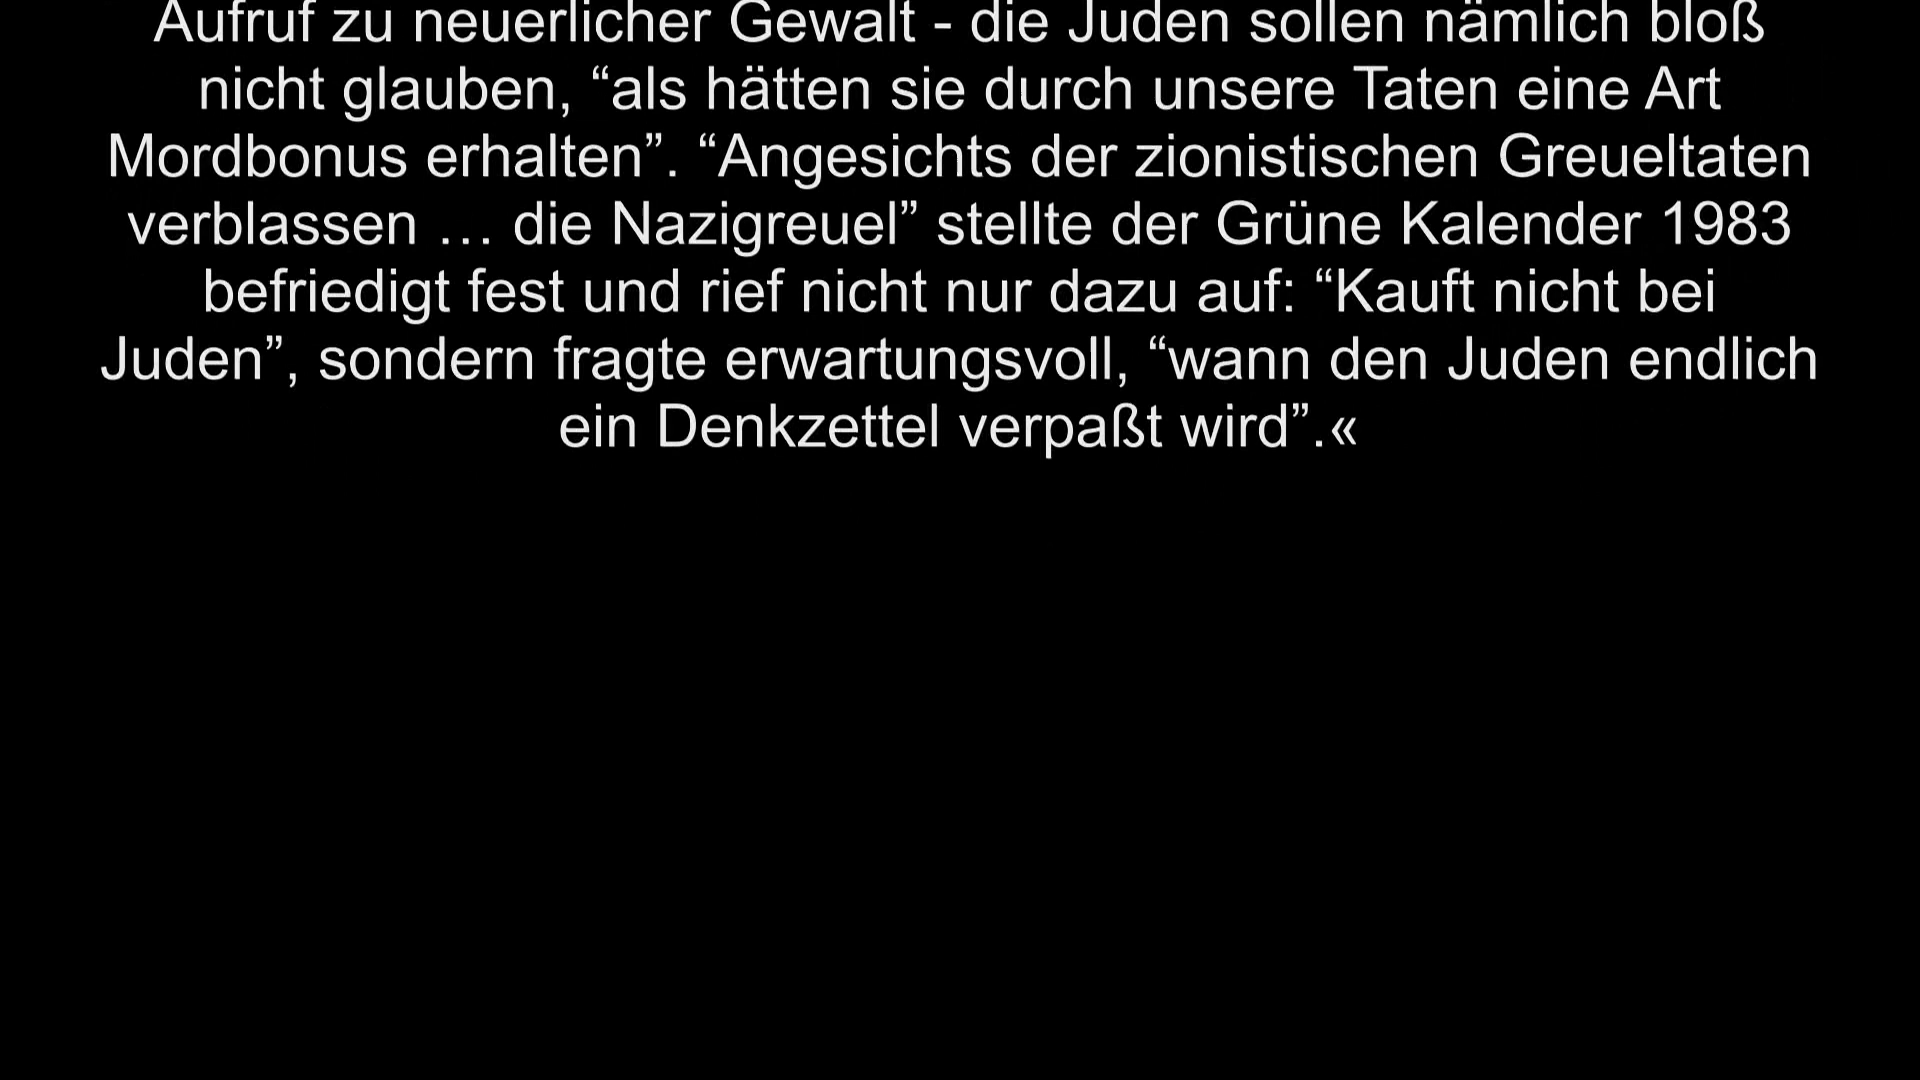 Aufruf zu neuerlicher Gewalt - die Juden sollen nämlich bloß
nicht glauben, “als hätten sie durch unsere Taten eine Art
Mordbonus erhalten”. “Angesichts der zionistischen Greueltaten
verblassen … die Nazigreuel” stellte der Grüne Kalender 1983
befriedigt fest und rief nicht nur dazu auf: “Kauft nicht bei
Juden”, sondern fragte erwartungsvoll, “wann den Juden endlich
ein Denkzettel verpaßt wird”.«